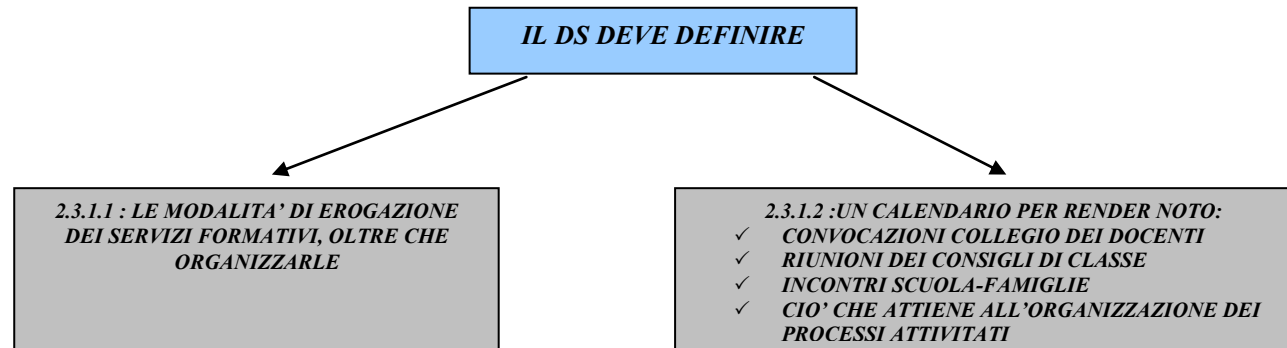 IL DS DEVE DEFINIRE
2.3.1.1 : LE MODALITA’ DI EROGAZIONE
DEI SERVIZI FORMATIVI, OLTRE CHE
ORGANIZZARLE
2.3.1.2 :UN CALENDARIO PER RENDER NOTO:
✓ CONVOCAZIONI COLLEGIO DEI DOCENTI
✓ RIUNIONI DEI CONSIGLI DI CLASSE
✓ INCONTRI SCUOLA-FAMIGLIE
✓ CIO’ CHE ATTIENE ALL’ORGANIZZAZIONE DEI
PROCESSI ATTIVITATI